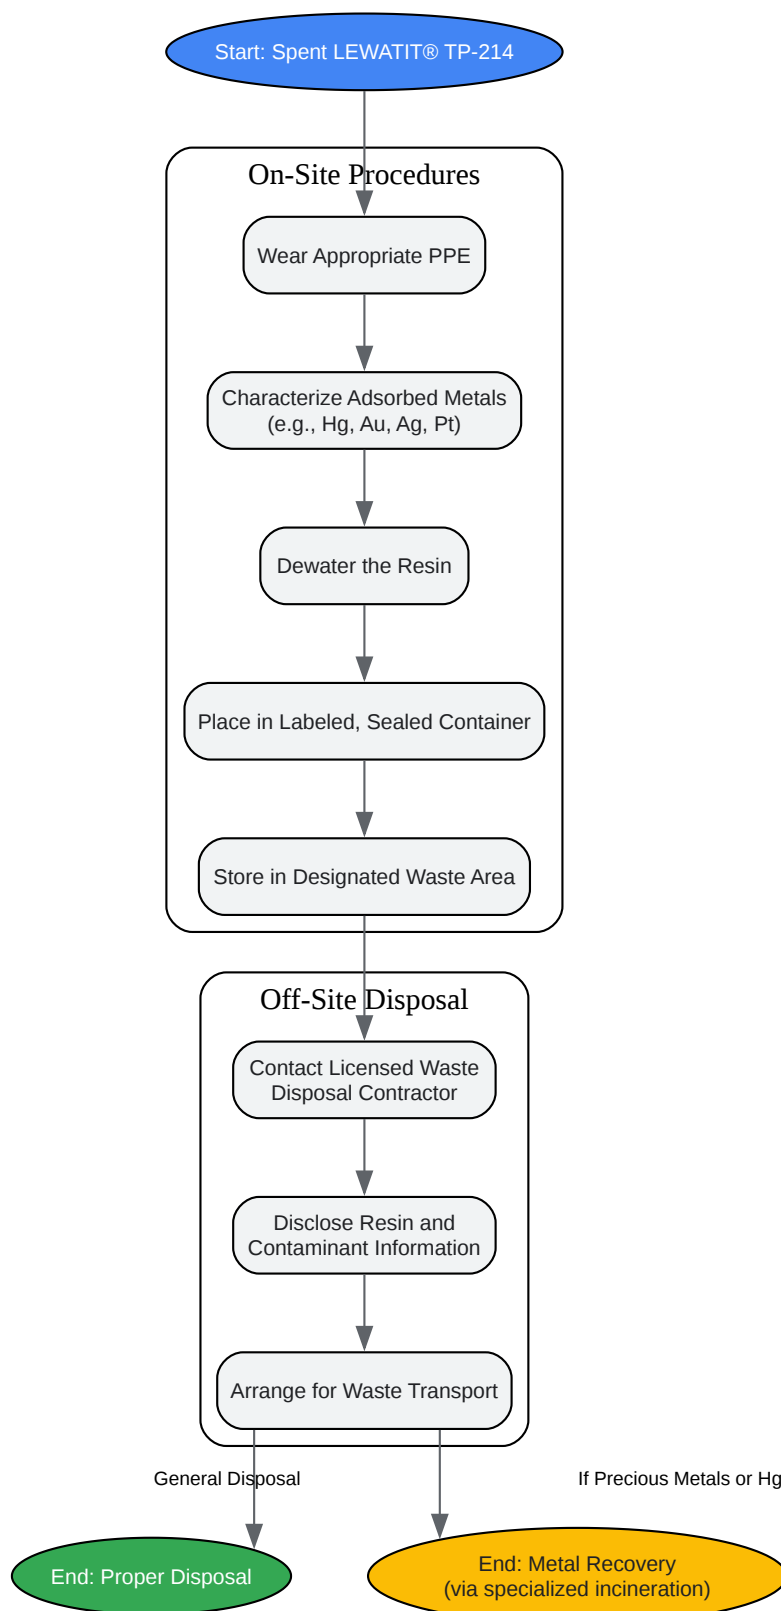 Start: Spent LEWATIT® TP-214
On-Site Procedures
Wear Appropriate PPE
Characterize Adsorbed Metals
(e.g., Hg, Au, Ag, Pt)
Dewater the Resin
Place in Labeled, Sealed Container
Store in Designated Waste Area
Off-Site Disposal
Contact Licensed Waste
Disposal Contractor
Disclose Resin and
Contaminant Information
Arrange for Waste Transport
General Disposal
If Precious Metals or Hg
End: Proper Disposal
End: Metal Recovery
(via specialized incineration)